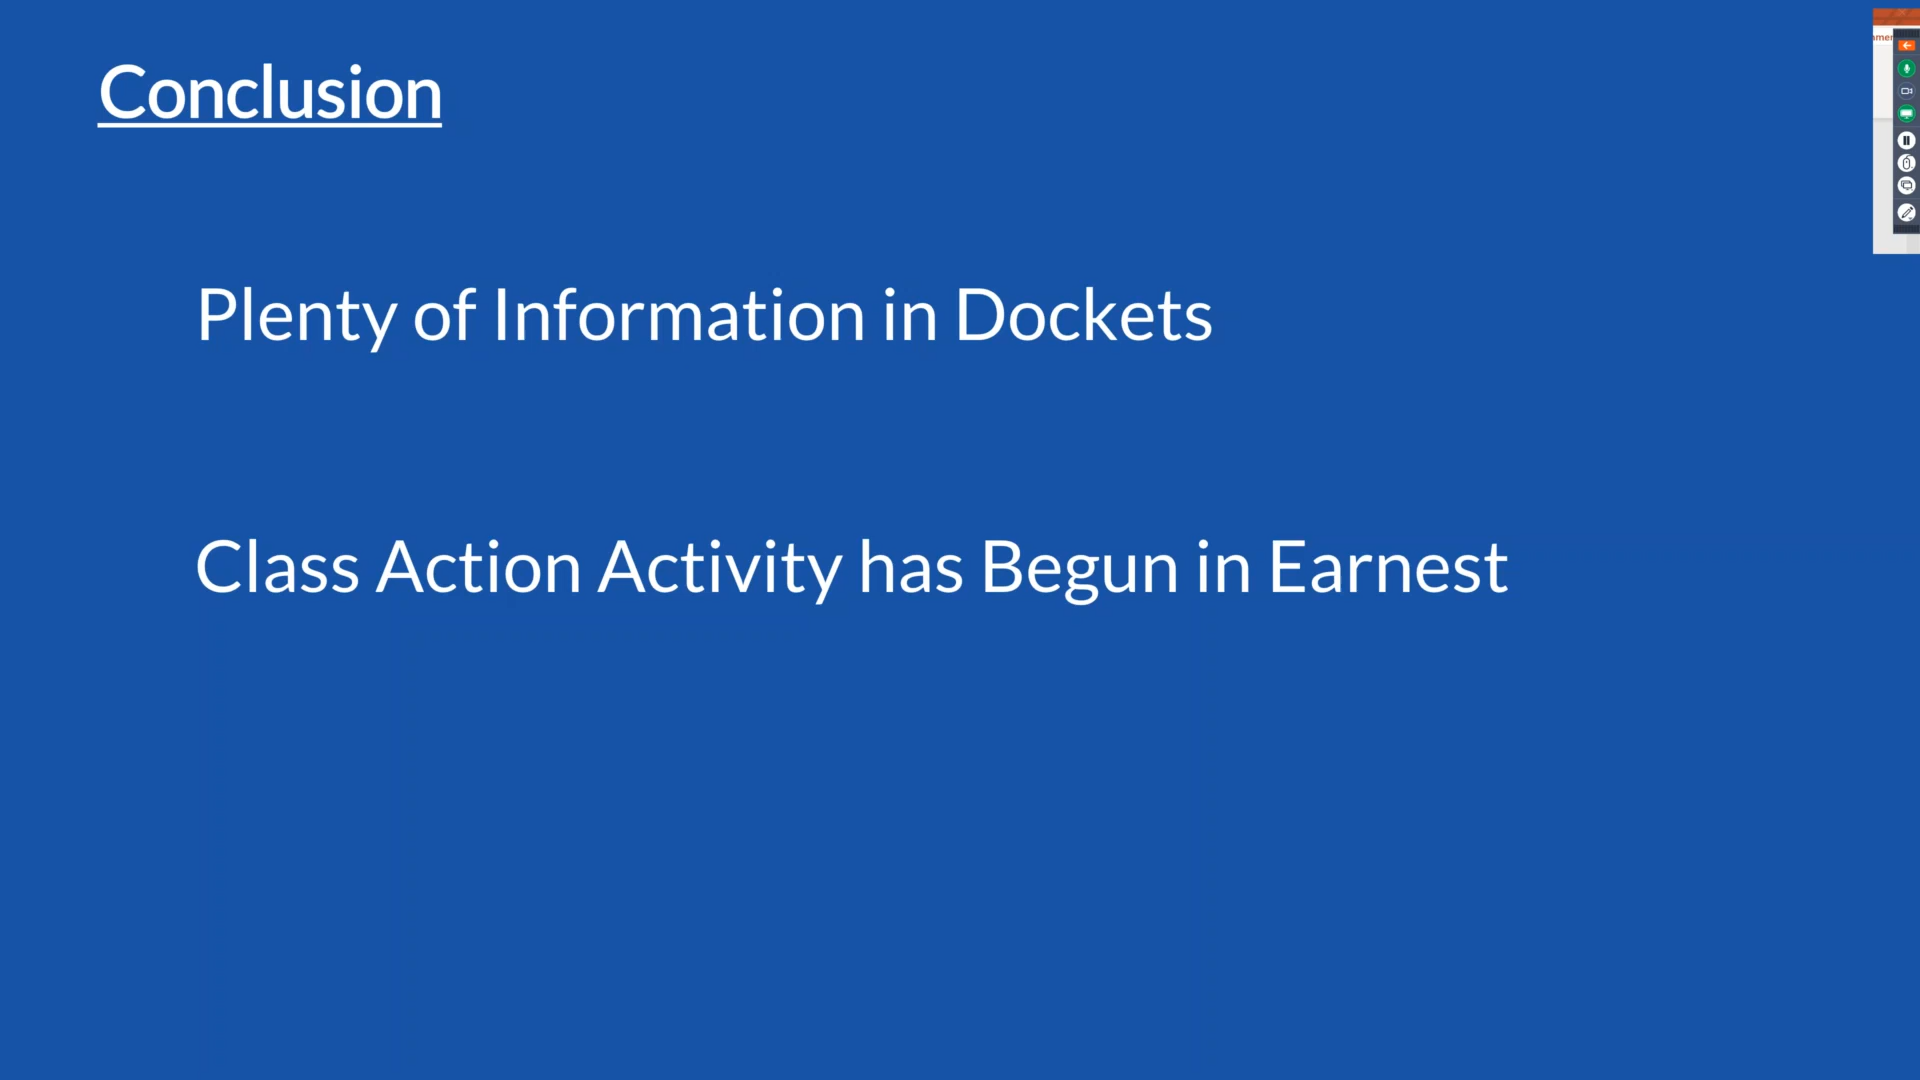 Conclusion
Plenty of Information in Dockets
Class Action Activity has Begun in Earnest